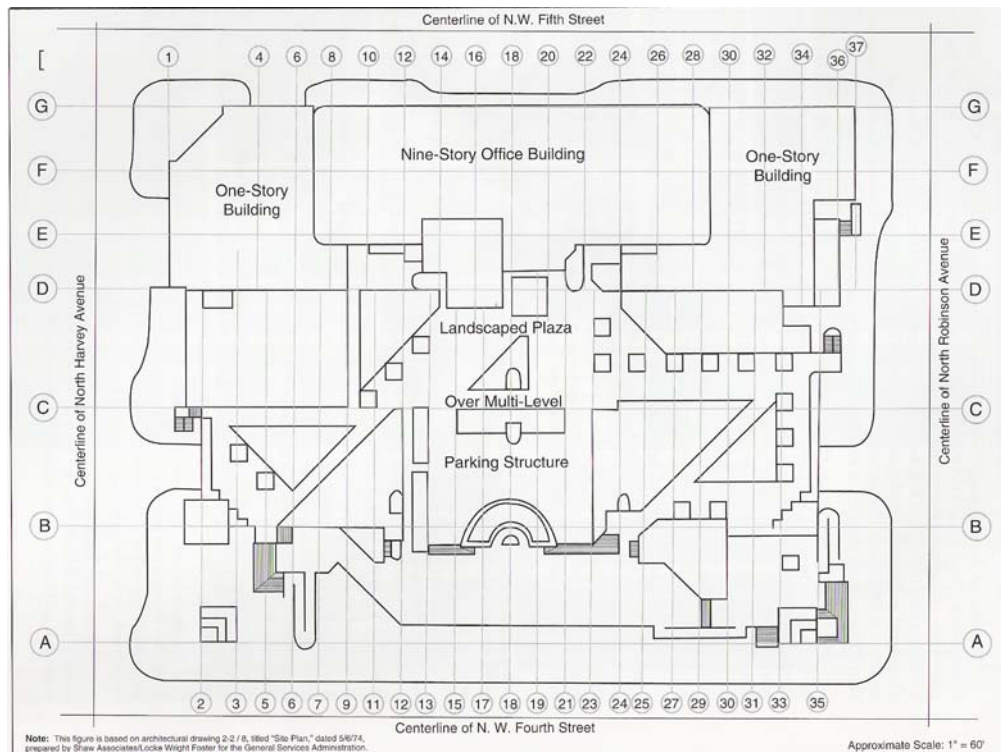 Centerline of N.W. Fifth Street
[ 1 4 6 8 10 12 14 16 18 20 22 24 26 28 30 32 34 36 37
G G
Nine-Story Office Building
F One-Story Building One-Story Building F
E E
D D
Landscaped Plaza
Centerline of North Harvey Avenue
Centerline of North Robinson Avenue
Over Multi-Level
C C
Parking Structure
B B
A A
2 3 5 6 7 9 11 12 13 15 17 18 19 21 23 24 25 27 29 30 31 33 35
Centerline of N. W. Fourth Street
Note: This figure is based on architectural drawing 2-2 / 8, titled "Site Plan," dated 5/6/74,
prepared by Shaw Associates/Locke Wright Foster for the General Services Administration.
Approximate Scale: 1" = 60'